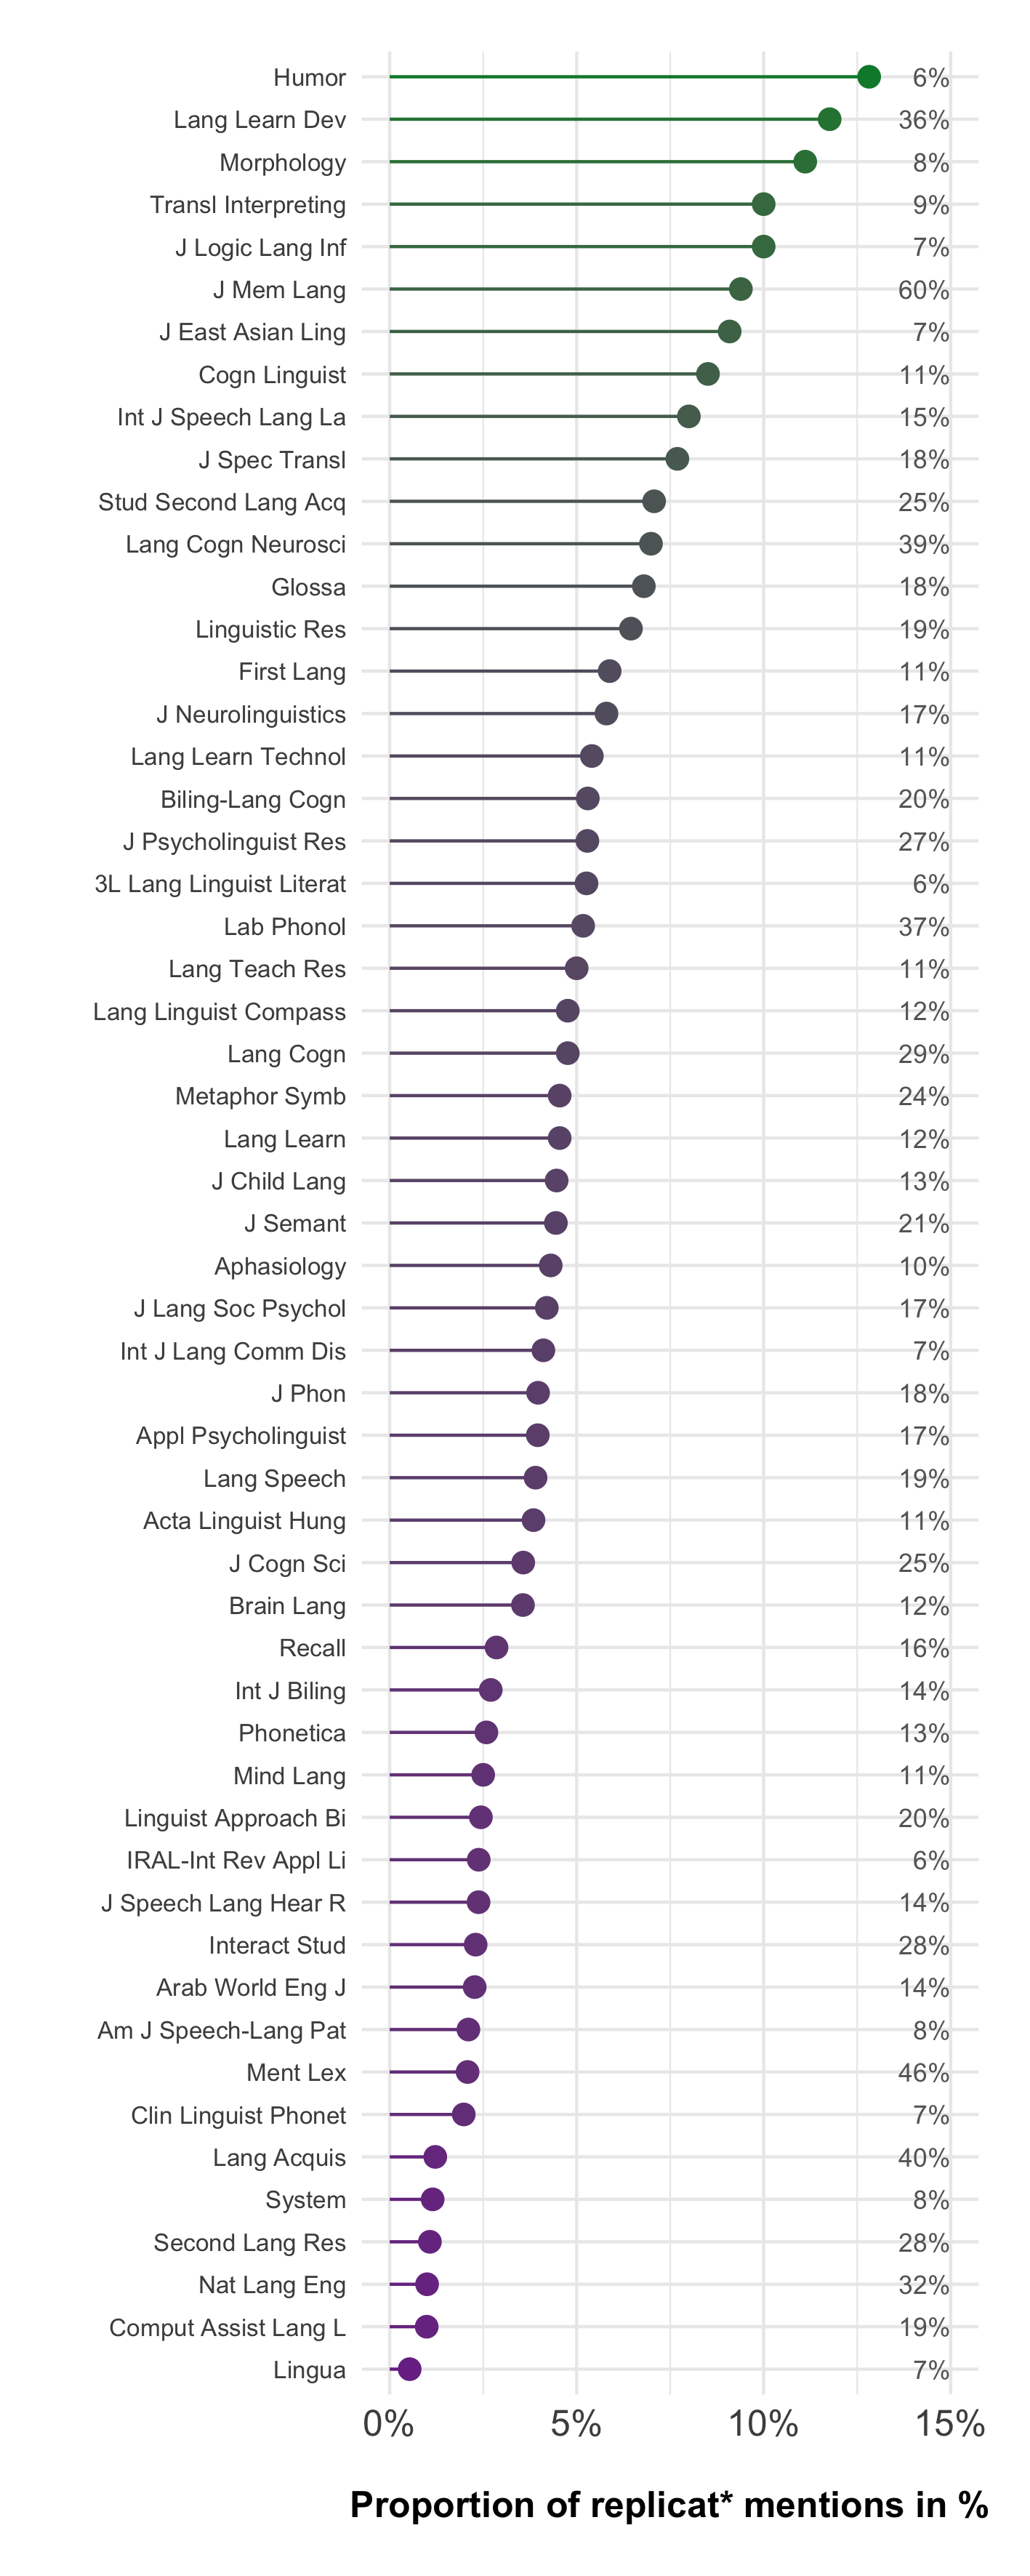 Humor 6%
Lang Learn Dev 36%
Morphology 8%
Transl Interpreting 9%
J Logic Lang Inf 7%
J Mem Lang 60%
J East Asian Ling 7%
Cogn Linguist 11%
Int J Speech Lang La 15%
J Spec Transl 18%
Stud Second Lang Acq 25%
Lang Cogn Neurosci 39%
Glossa 18%
Linguistic Res 19%
First Lang 11%
J Neurolinguistics 17%
Lang Learn Technol 11%
Biling-Lang Cogn 20%
J Psycholinguist Res 27%
3L Lang Linguist Literat 6%
Lab Phonol 37%
Lang Teach Res 11%
Lang Linguist Compass 12%
Lang Cogn 29%
Metaphor Symb 24%
Lang Learn 12%
J Child Lang 13%
J Semant 21%
Aphasiology 10%
J Lang Soc Psychol 17%
Int J Lang Comm Dis 7%
J Phon 18%
Appl Psycholinguist 17%
Lang Speech 19%
Acta Linguist Hung 11%
J Cogn Sci 25%
Brain Lang 12%
Recall 16%
Int J Biling 14%
Phonetica 13%
Mind Lang 11%
Linguist Approach Bi 20%
IRAL-Int Rev Appl Li 6%
J Speech Lang Hear R 14%
Interact Stud 28%
Arab World Eng J 14%
Am J Speech-Lang Pat 8%
Ment Lex 46%
Clin Linguist Phonet 7%
Lang Acquis 40%
System 8%
Second Lang Res 28%
Nat Lang Eng 32%
Comput Assist Lang L 19%
Lingua 7%
0% 5% 10% 15%
Proportion of replicat* mentions in %